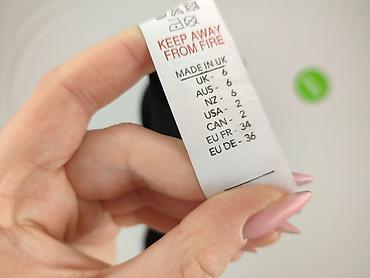 KEEP AWAY
FROM FIRE
MADE IN UK
UK - 6
AUS - 6
NZ - 6
USA - 2
CAN - 2
EU FR - 34
EU DE - 36